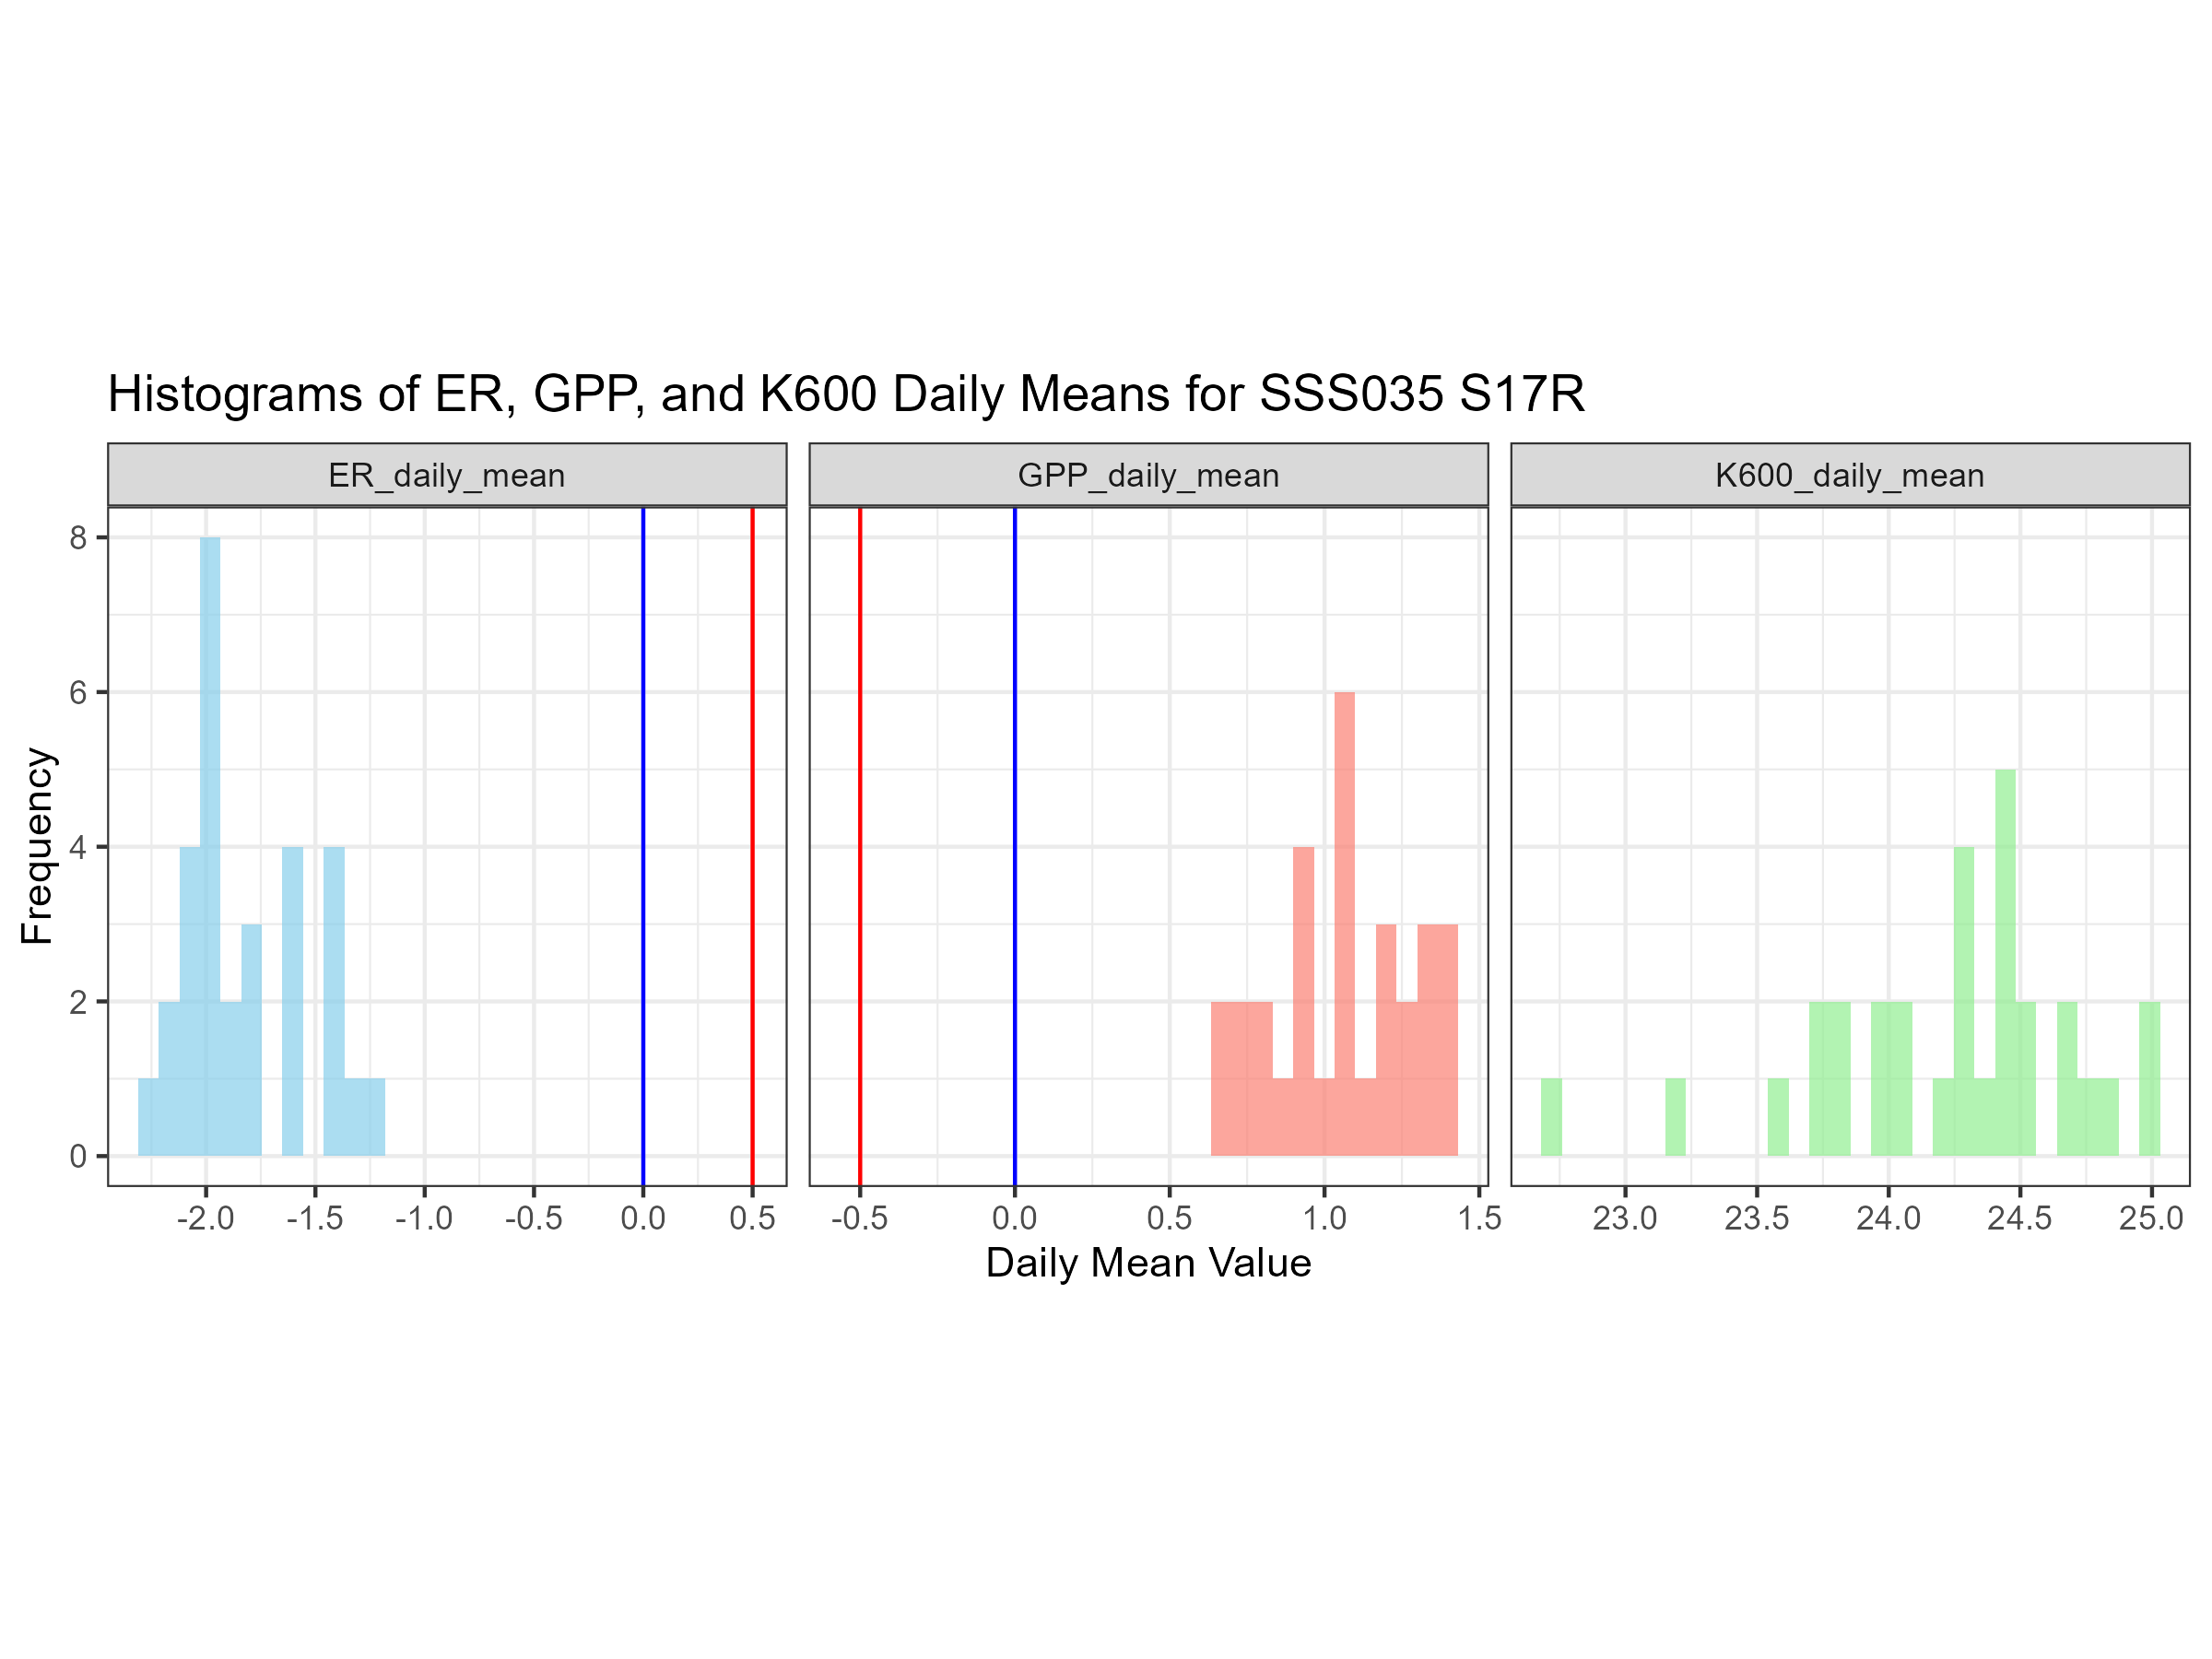 Histograms of ER, GPP, and K600 Daily Means for SSS035 S17R
ER_daily_mean GPP_daily_mean K600_daily_mean
8
6
4
2
0
Frequency
-2.0 -1.5 -1.0 -0.5 0.0 0.5 -0.5 0.0 0.5 1.0 1.5 23.0 23.5 24.0 24.5 25.0
Daily Mean Value